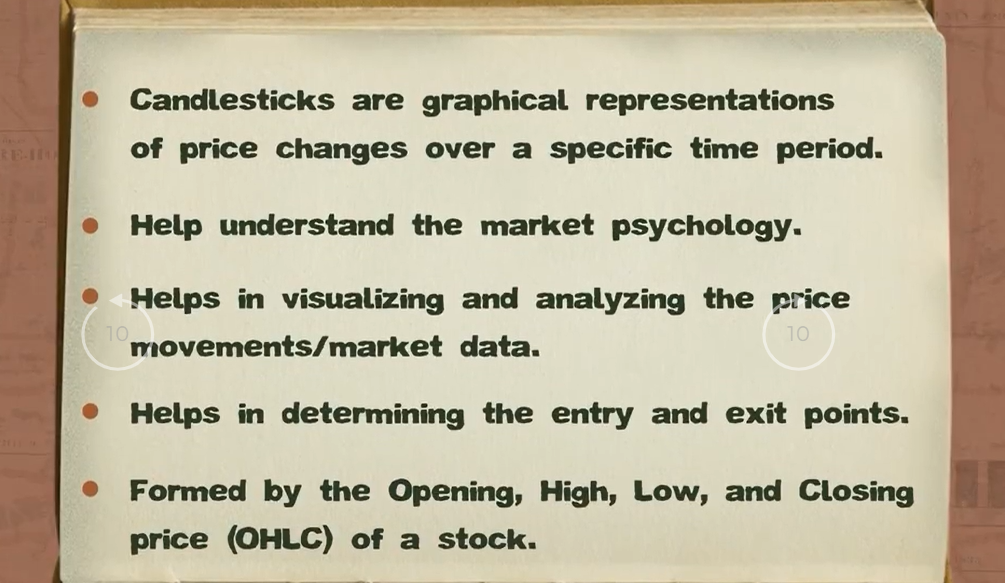 Candlesticks are graphical representations
of price changes over a specific time period.
Help understand the market psychology.
Helps in visualizing and analyzing the price
movements/market data.
Helps in determining the entry and exit points.
Formed by the Opening, High, Low, and Closing
price (OHLC) of a stock.
10
10